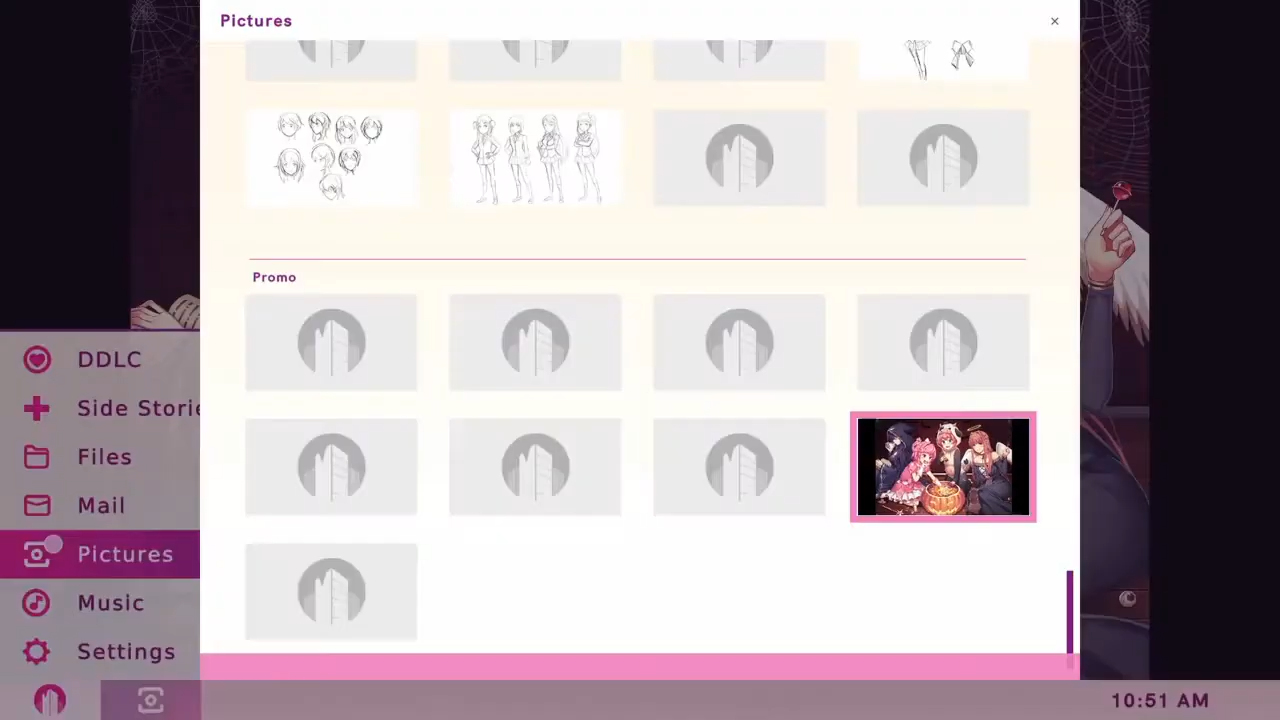 Pictures
×
Promo
DDLC
Side Storie
Files
Mail
Pictures
Music
Settings
10:51 AM